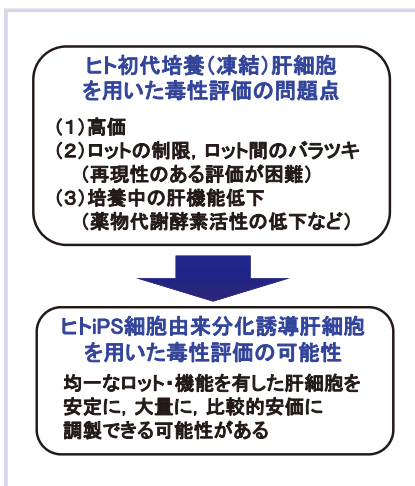 ヒト初代培養(凍結)肝細胞
を用いた毒性評価の問題点
(1)高価
(2)ロットの制限,ロット間のバラツキ
(再現性のある評価が困難)
(3)培養中の肝機能低下
(薬物代謝酵素活性の低下など)
ヒトiPS細胞由来分化誘導肝細胞
を用いた毒性評価の可能性
均一なロット・機能を有した肝細胞を
安定に,大量に,比較的安価に
調製できる可能性がある